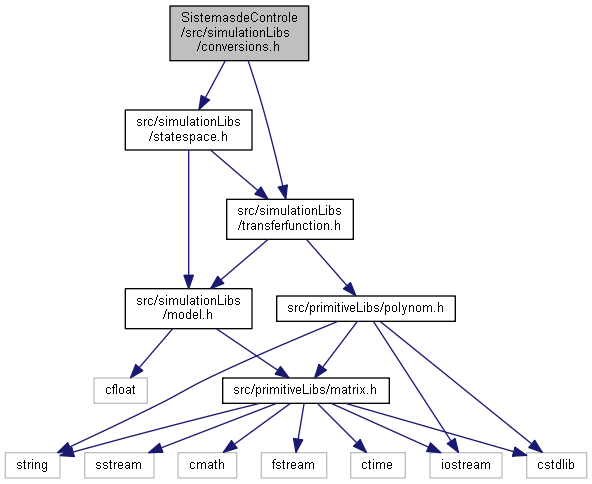 SistemasdeControle
/src/simulationLibs
/conversions.h
src/simulationLibs
/statespace.h
src/simulationLibs
/transferfunction.h
src/simulationLibs
/model.h
src/primitiveLibs/polynom.h
cfloat
src/primitiveLibs/matrix.h
string
sstream
cmath
fstream
ctime
iostream
cstdlib